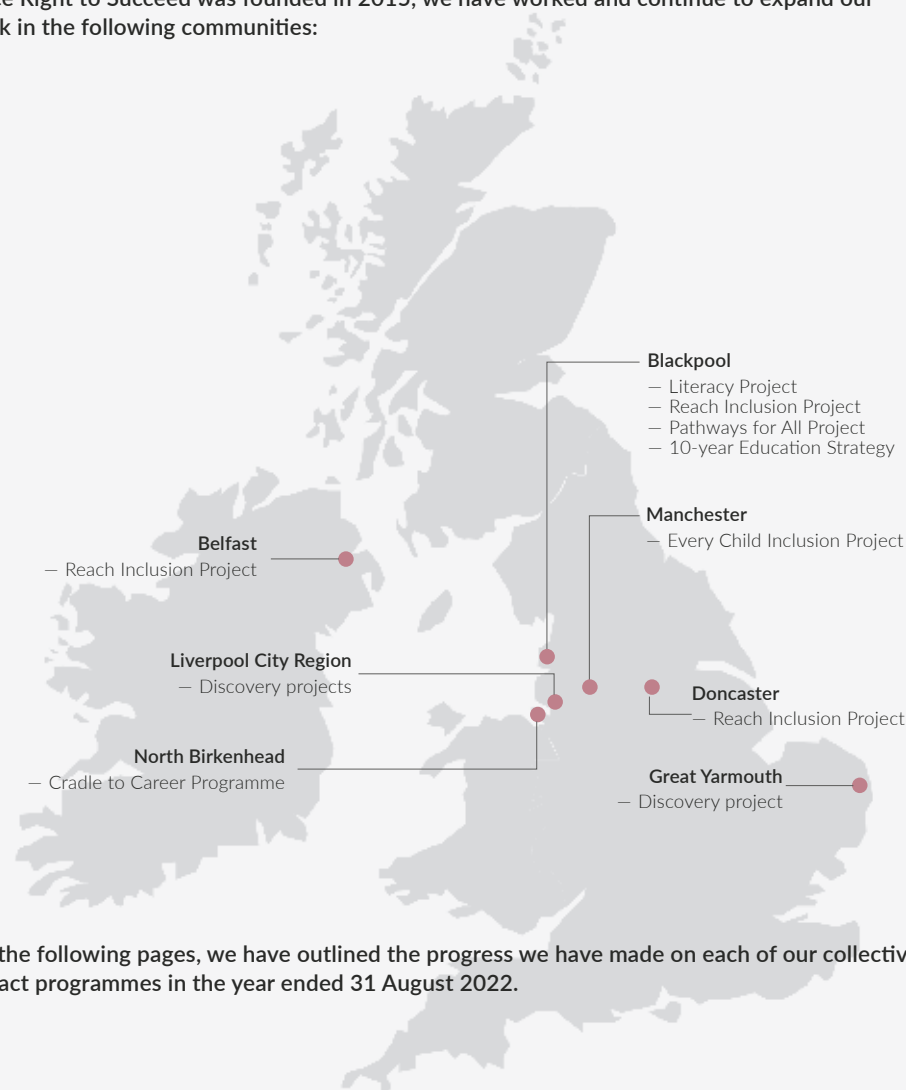 Right to Succeed was founded in 2015, we have worked and continue to expand our
k in the following communities:
Blackpool
— Literacy Project
— Reach Inclusion Project
— Pathways for All Project
— 10-year Education Strategy
Manchester
— Every Child Inclusion Project
Belfast
— Reach Inclusion Project
Liverpool City Region
— Discovery projects
Doncaster
— Reach Inclusion Project
North Birkenhead
— Cradle to Career Programme
Great Yarmouth
— Discovery project
the following pages, we have outlined the progress we have made on each of our collectiv
act programmes in the year ended 31 August 2022.